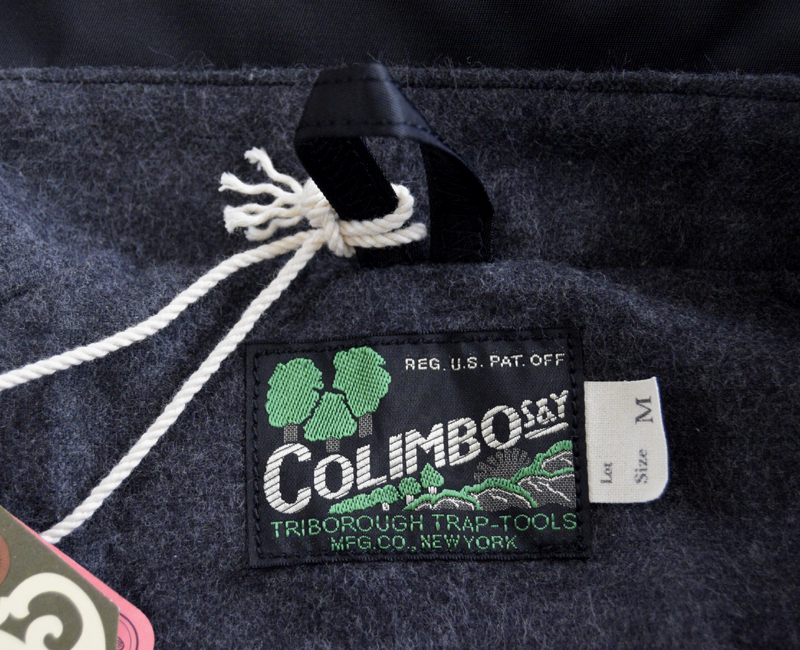 REG. U.S. PAT. OFF
COLIMBO S&Y
TRIBOROUGH TRAP-TOOLS
MFG.CO., NEW YORK
Lot
Size M